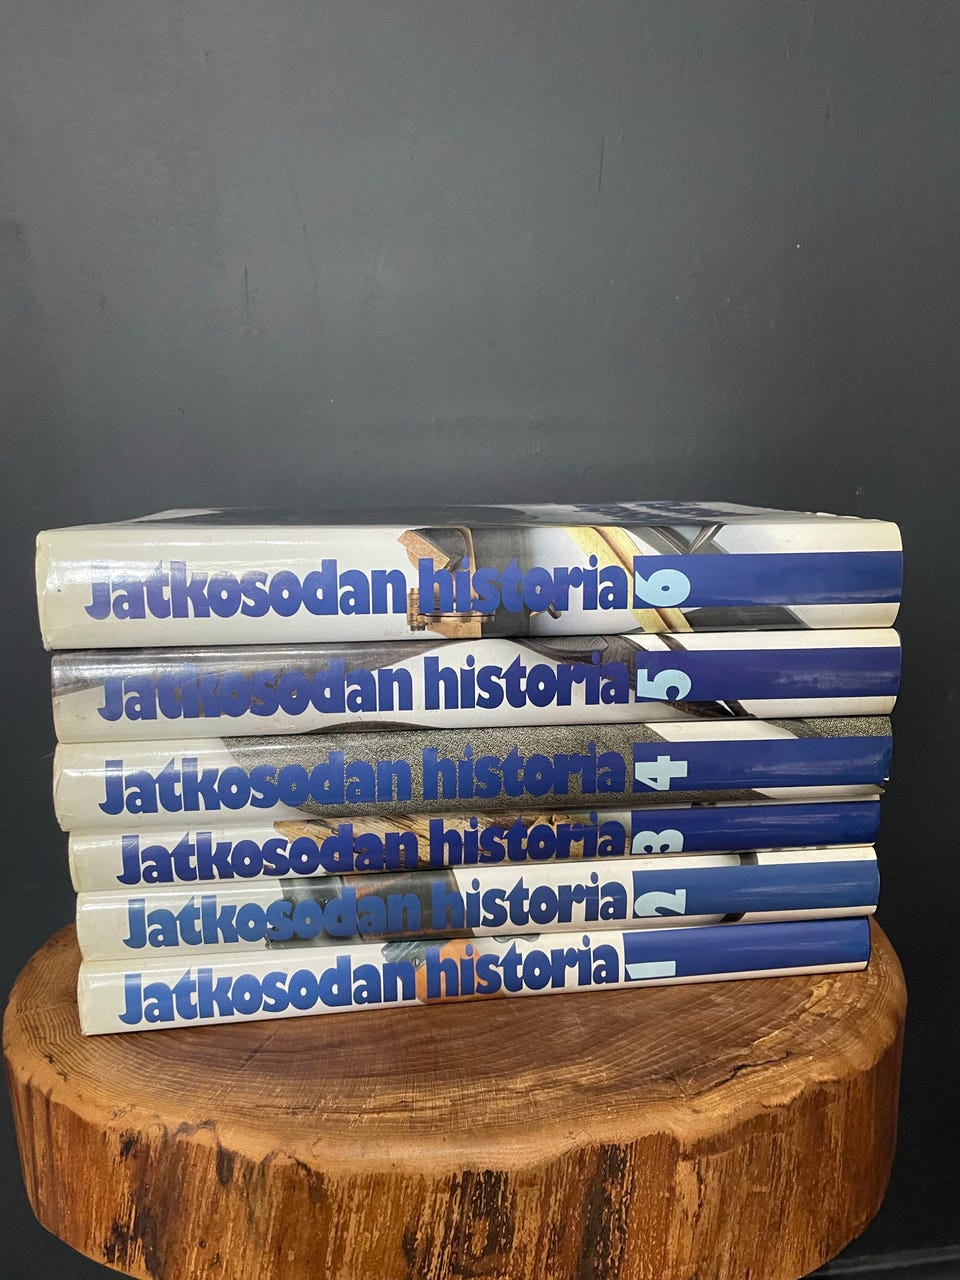 Jatkosodan historia 6
Jatkosodan historia 5
Jatkosodan historia 4
Jatkosodan historia 3
Jatkosodan historia 2
Jatkosodan historia 1